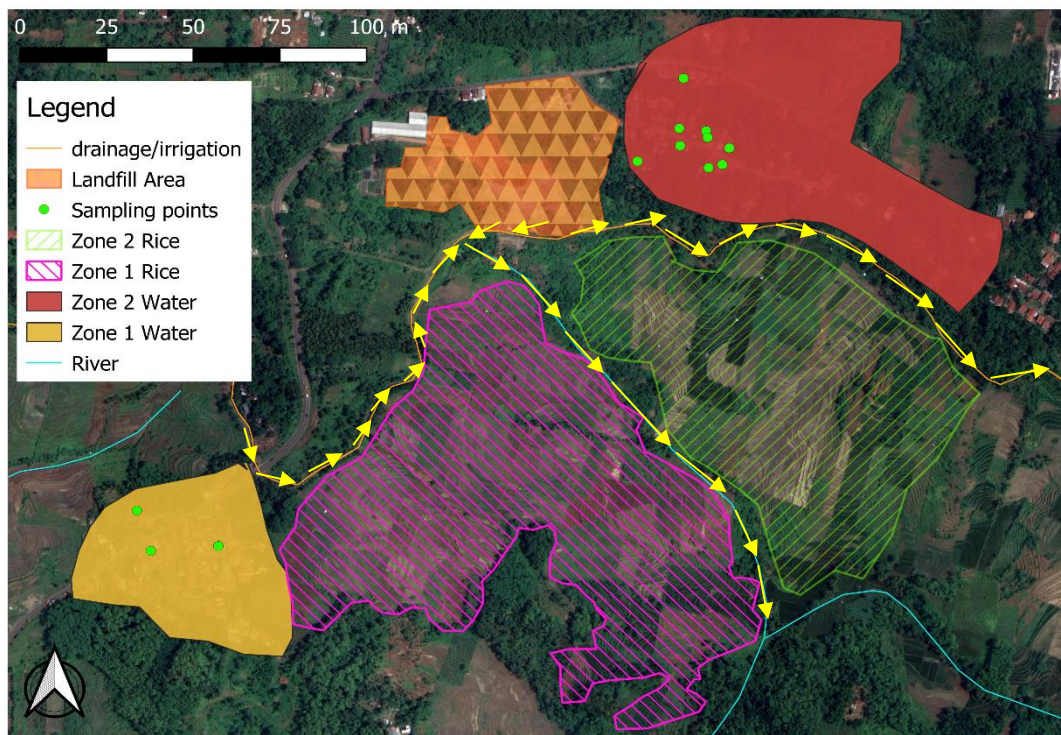 0 25 50 75 100 m
Legend
drainage/irrigation
Landfill Area
Sampling points
Zone 2 Rice
Zone 1 Rice
Zone 2 Water
Zone 1 Water
River